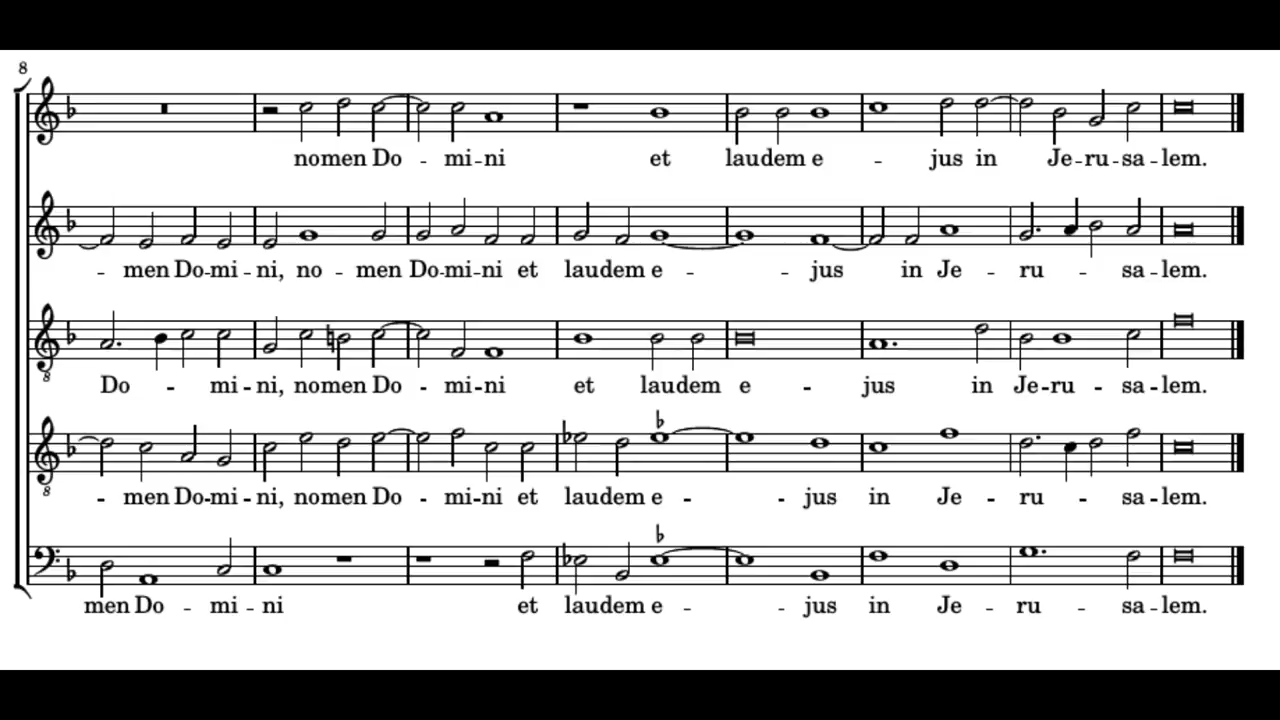 8
nomen Do - mi - ni et laudem e - jus in Je - ru - sa - lem.
- men Do - mi - ni, no - men Do - mi - ni et laudem e - - jus in Je - ru - sa - lem.
8
Do - - mi - ni, nomen Do - mi - ni et laudem e - jus in Je - ru - sa - lem.
8
- men Do - mi - ni, nomen Do - mi - ni et laudem e - - jus in Je - ru - sa - lem.
men Do - mi - ni et laudem e - - jus in Je - ru - sa - lem.